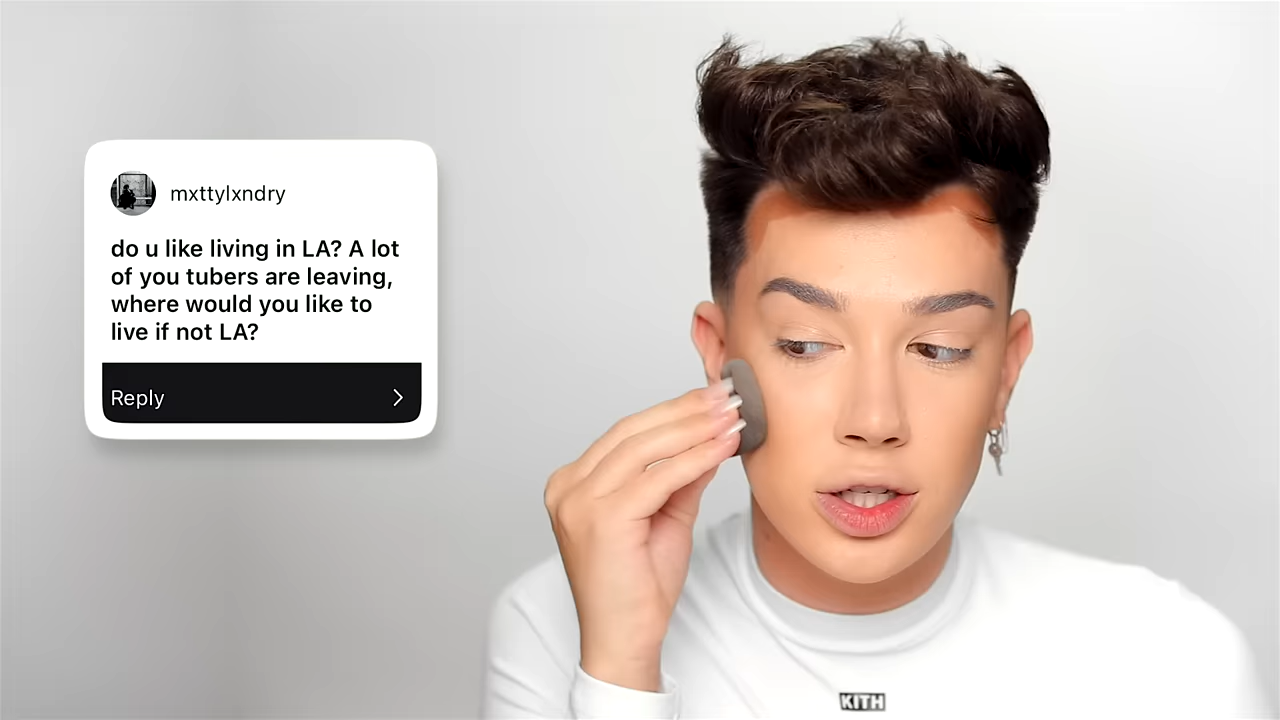 mxttylxndry
do u like living in LA? A lot
of you tubers are leaving,
where would you like to
live if not LA?
Reply
KITH